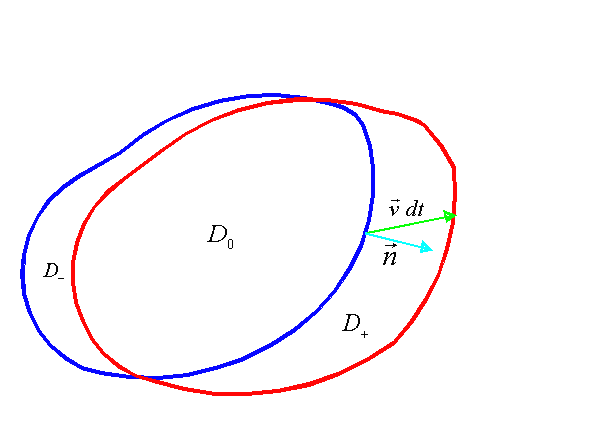 v⃗ dt
D₀
n⃗
D₋
D₊